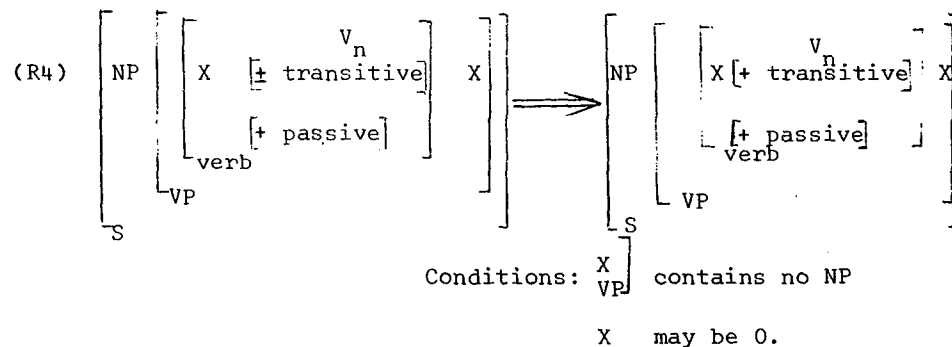 V_n V_n
(R4) [ NP [ [ X [± transitive] ] X ] ] ⟹ [ NP [ [ X [+ transitive] ] X ] ]
[+ passive] [+ passive]
verb verb
VP VP
S S
Conditions: X contains no NP
VP]
X may be 0.